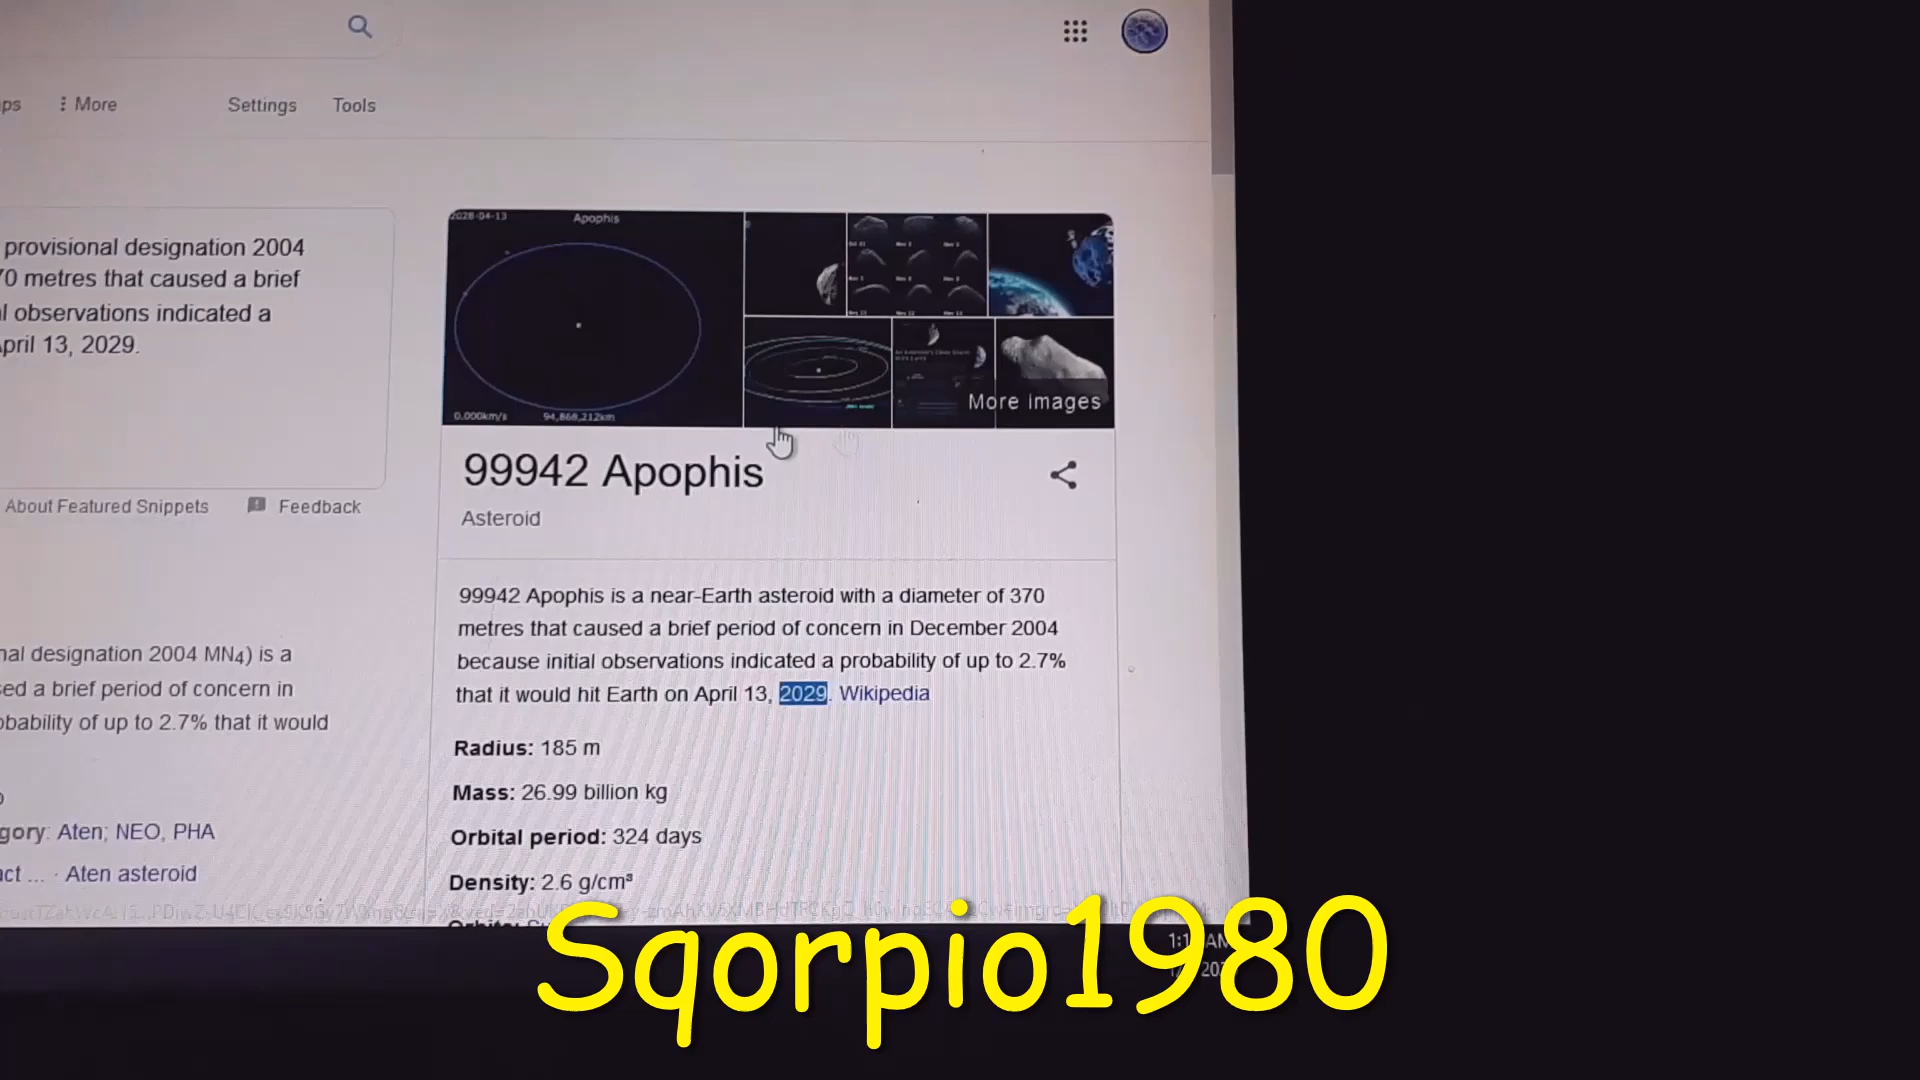 ps
More
Settings
Tools
provisional designation 2004
70 metres that caused a brief
l observations indicated a
April 13, 2029.
About Featured Snippets
Feedback
nal designation 2004 MN4) is a
sed a brief period of concern in
obability of up to 2.7% that it would
gory: Aten; NEO, PHA
act ... · Aten asteroid
2028-04-13
Apophis
0.000km/s
94,868,212km
More images
99942 Apophis
Asteroid
99942 Apophis is a near-Earth asteroid with a diameter of 370
metres that caused a brief period of concern in December 2004
because initial observations indicated a probability of up to 2.7%
that it would hit Earth on April 13, 2029. Wikipedia
Radius: 185 m
Mass: 26.99 billion kg
Orbital period: 324 days
Density: 2.6 g/cm³
Sqorpio1980
AM